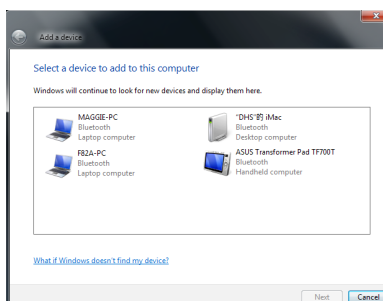 Add a device
Select a device to add to this computer
Windows will continue to look for new devices and display them here.
MAGGIE-PC
Bluetooth
Laptop computer
"DHS"的 iMac
Bluetooth
Desktop computer
F82A-PC
Bluetooth
Laptop computer
ASUS Transformer Pad TF700T
Bluetooth
Handheld computer
What if Windows doesn't find my device?
Next
Cancel